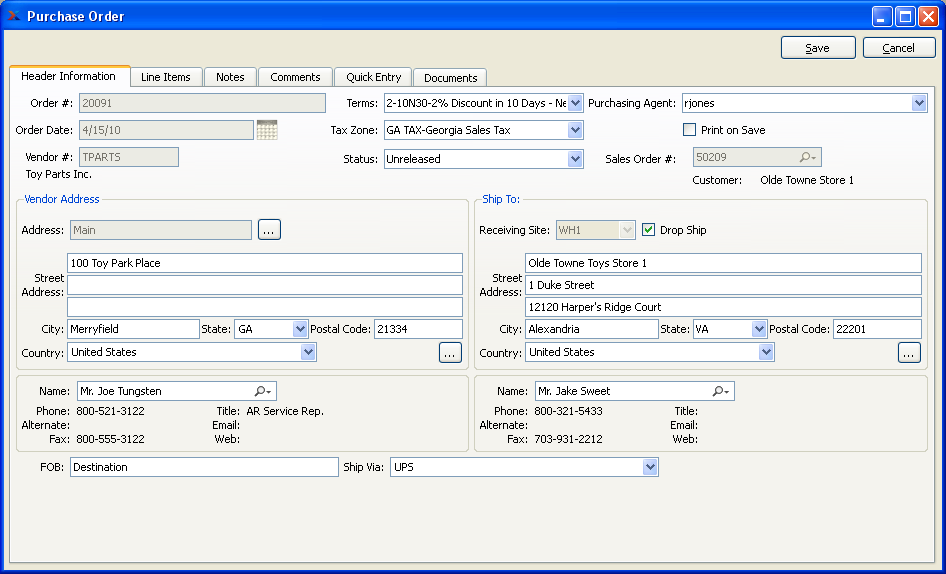 Purchase Order
Save Cancel
Header Information Line Items Notes Comments Quick Entry Documents
Order #: 20091 Terms: 2-10N30-2% Discount in 10 Days - Ne Purchasing Agent: rjones
Order Date: 4/15/10 Tax Zone: GA TAX-Georgia Sales Tax Print on Save
Vendor #: TPARTS Status: Unreleased Sales Order #: 50209
Toy Parts Inc. Customer: Olde Towne Store 1
Vendor Address Ship To:
Address: Main ... Receiving Site: WH1 Drop Ship
100 Toy Park Place Olde Towne Toys Store 1
Street Address: Street Address: 1 Duke Street
12120 Harper's Ridge Court
City: Merryfield State: GA Postal Code: 21334 City: Alexandria State: VA Postal Code: 22201
Country: United States ... Country: United States ...
Name: Mr. Joe Tungsten Name: Mr. Jake Sweet
Phone: 800-521-3122 Title: AR Service Rep. Phone: 800-321-5433 Title:
Alternate: Email: Alternate: Email:
Fax: 800-555-3122 Web: Fax: 703-931-2212 Web:
FOB: Destination Ship Via: UPS